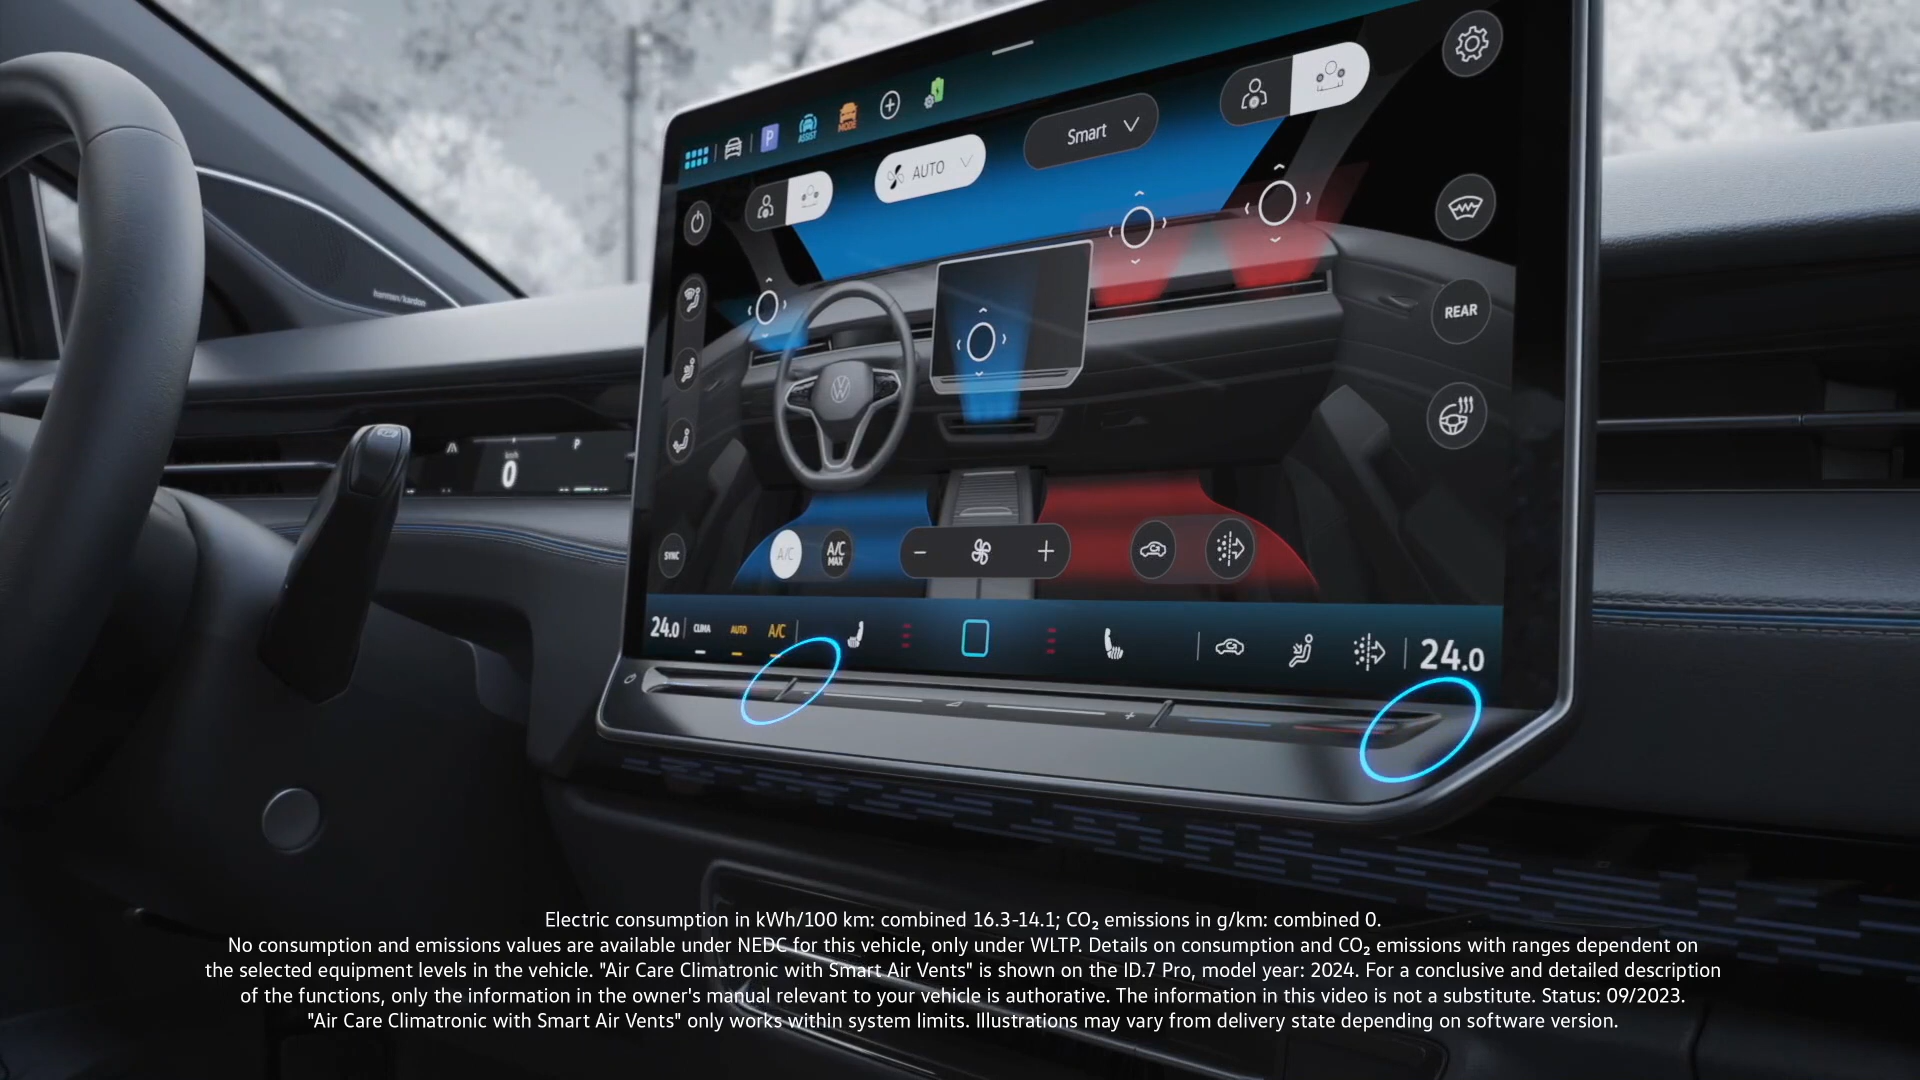 P
ASSIST
MODE
AUTO
Smart
harman/kardon
REAR
km/h
0
P
SYNC
A/C
A/C
MAX
24.0
CLIMA
AUTO
A/C
24.0
Electric consumption in kWh/100 km: combined 16.3-14.1; CO₂ emissions in g/km: combined 0.
No consumption and emissions values are available under NEDC for this vehicle, only under WLTP. Details on consumption and CO₂ emissions with ranges dependent on
the selected equipment levels in the vehicle. "Air Care Climatronic with Smart Air Vents" is shown on the ID.7 Pro, model year: 2024. For a conclusive and detailed description
of the functions, only the information in the owner's manual relevant to your vehicle is authorative. The information in this video is not a substitute. Status: 09/2023.
"Air Care Climatronic with Smart Air Vents" only works within system limits. Illustrations may vary from delivery state depending on software version.